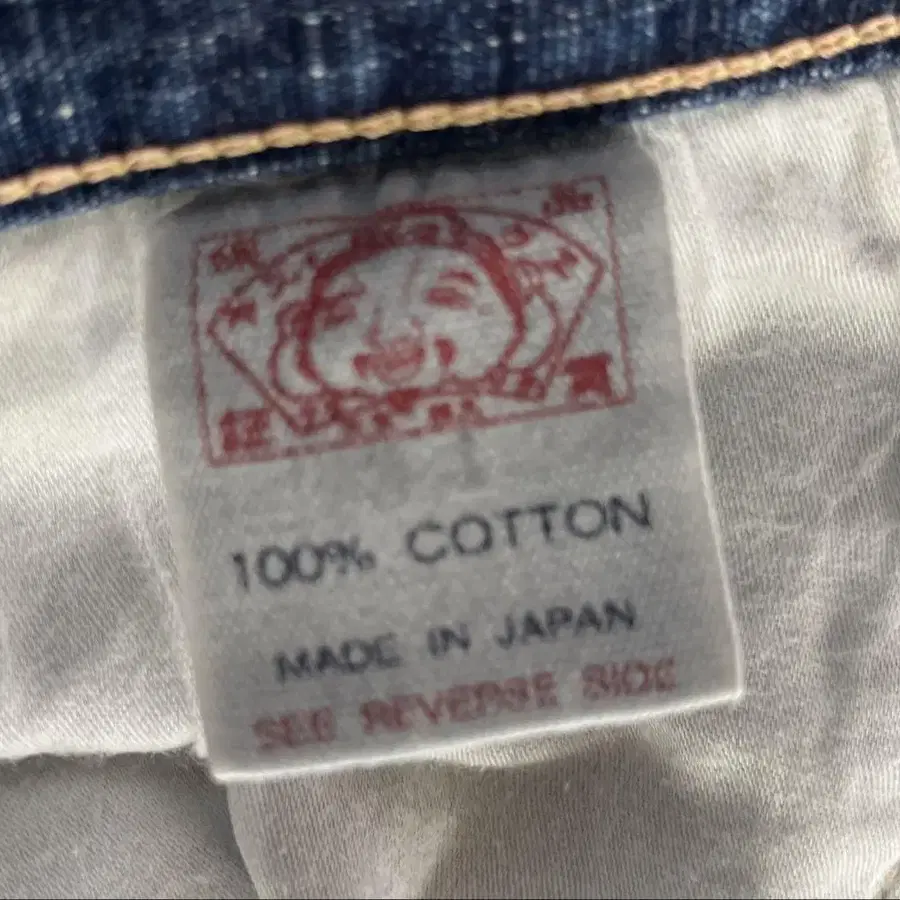 100% COTTON
MADE IN JAPAN
SEE REVERSE SIDE